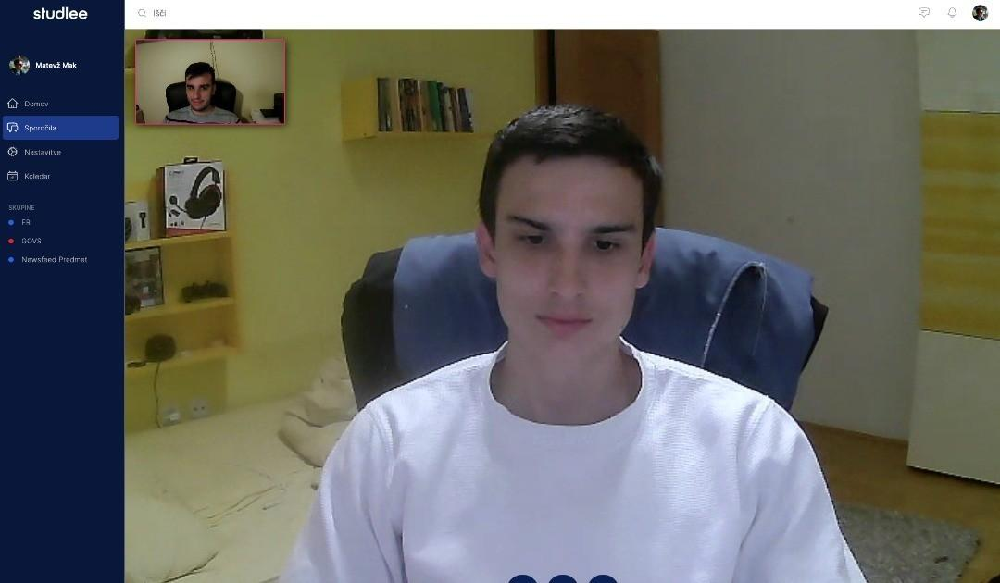 studlee
Išči
Matevž Mak
Domov
Sporočila
Nastavitve
Koledar
SKUPINE
FRI
GOVS
Newsfeed Predmet